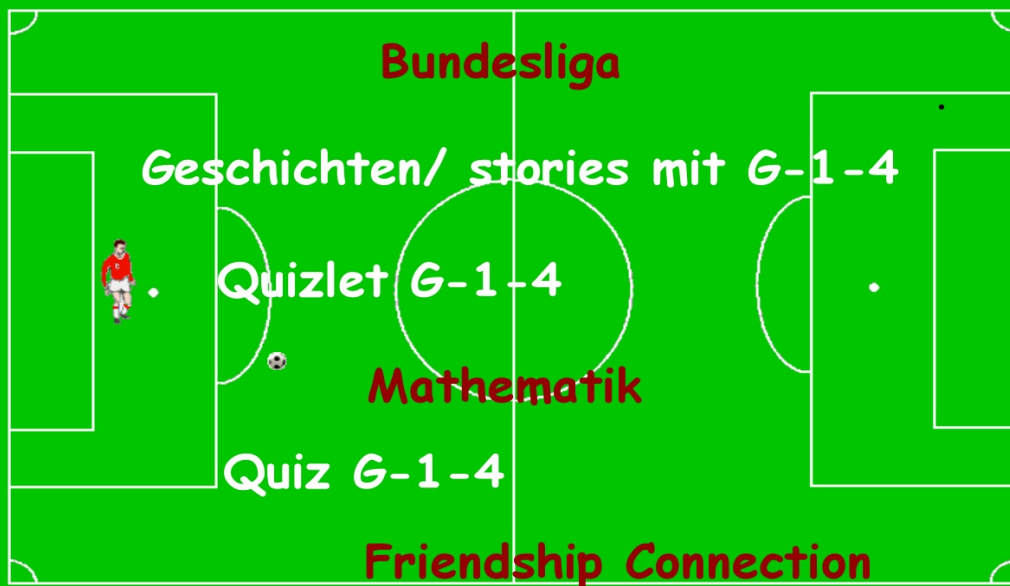 Bundesliga
Geschichten/ stories mit G-1-4
Quizlet G-1-4
Mathematik
Quiz G-1-4
Friendship Connection